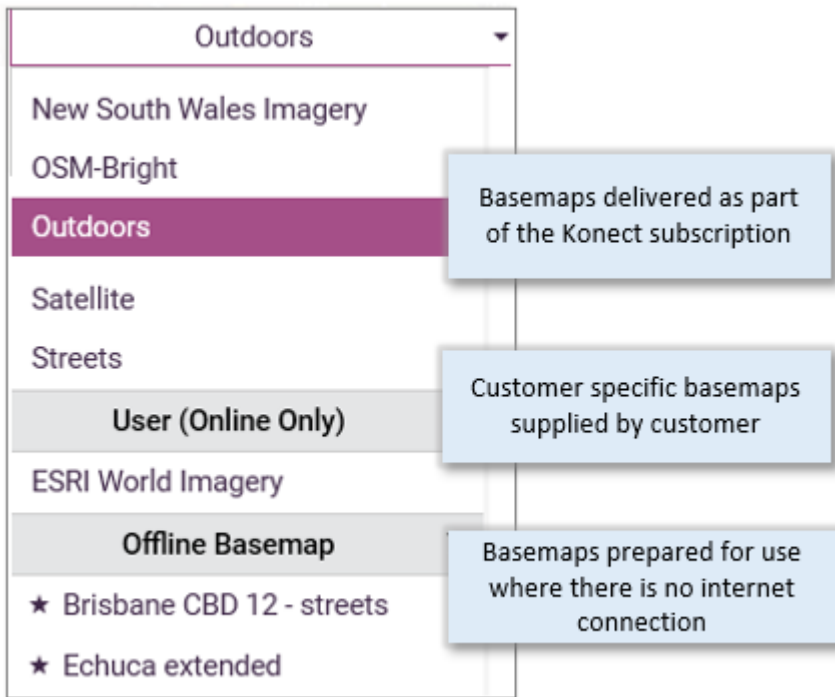 Outdoors
New South Wales Imagery
OSM-Bright
Outdoors
Basemaps delivered as part
of the Konect subscription
Satellite
Streets
User (Online Only)
Customer specific basemaps
supplied by customer
ESRI World Imagery
Offline Basemap
Basemaps prepared for use
where there is no internet
connection
★ Brisbane CBD 12 - streets
★ Echuca extended